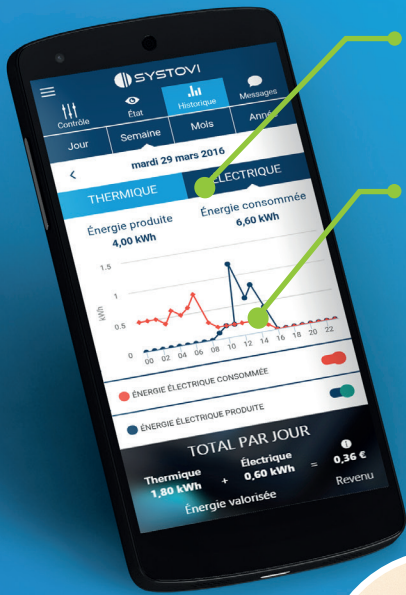 SYSTOVI
Contrôle État Historique Messages
Jour Semaine Mois Année
< mardi 29 mars 2016
THERMIQUE ÉLECTRIQUE
Énergie produite Énergie consommée
4,00 kWh 6,60 kWh
kWh
1.5
1
0.5
0
00 02 04 06 08 10 12 14 16 18 20 22
ÉNERGIE ÉLECTRIQUE CONSOMMÉE
ÉNERGIE ÉLECTRIQUE PRODUITE
TOTAL PAR JOUR
Thermique Électrique
1,80 kWh + 0,60 kWh = 0,36 €
Énergie valorisée Revenu